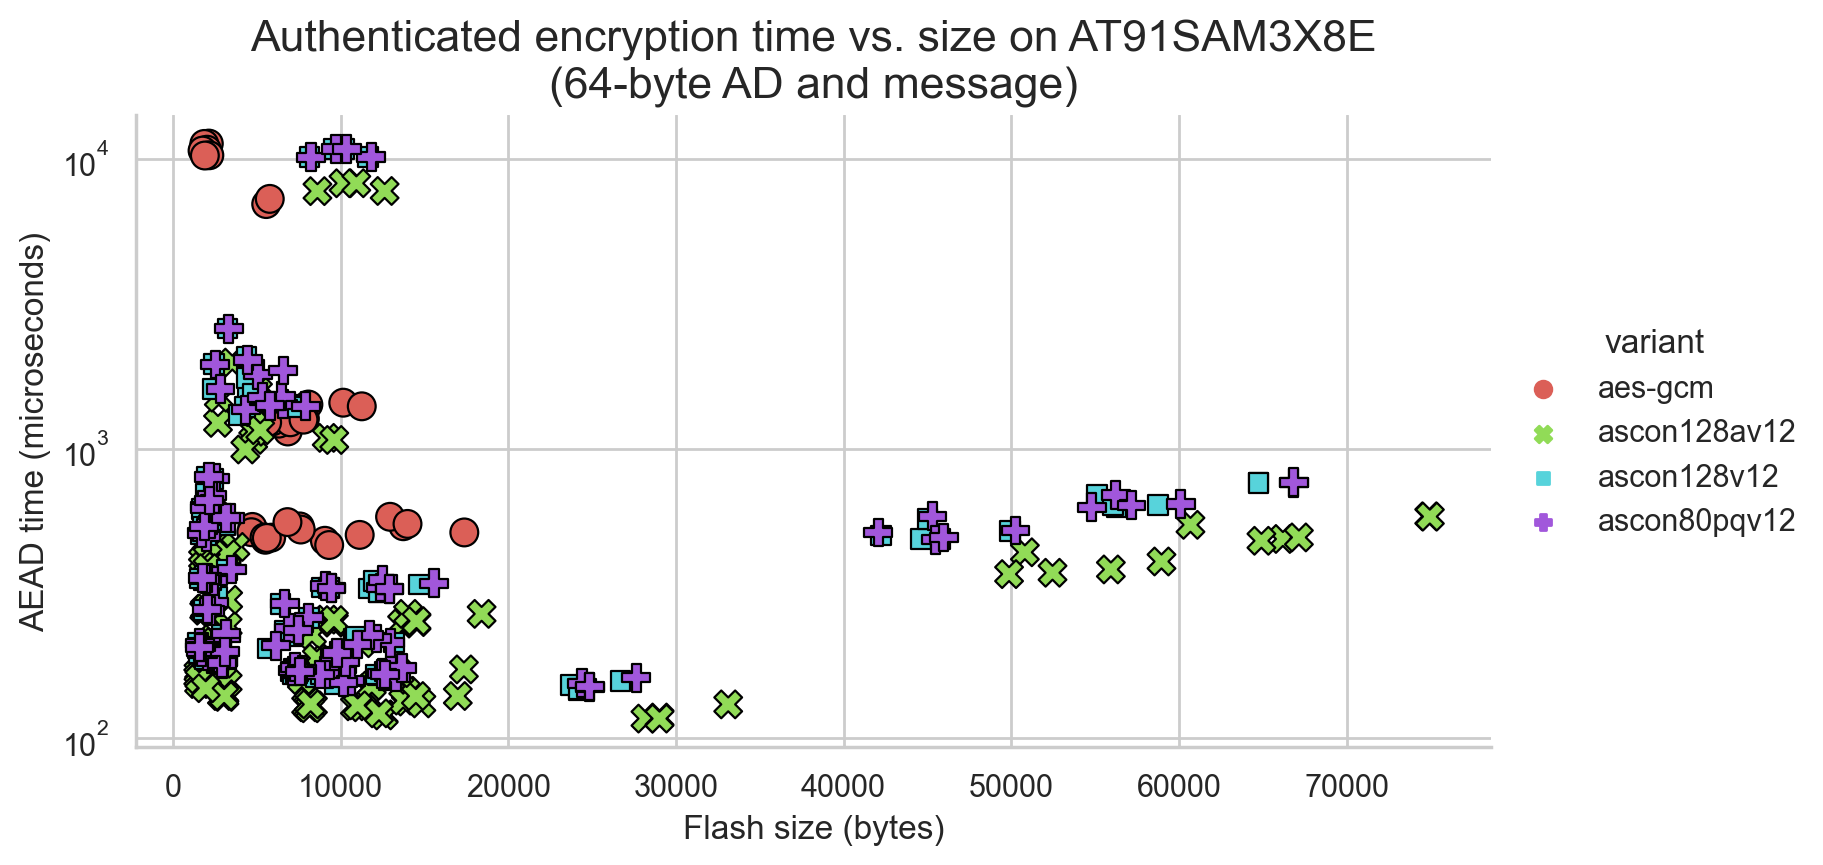 Authenticated encryption time vs. size on AT91SAM3X8E
(64-byte AD and message)
AEAD time (microseconds)
10^4
10^3
10^2
0 10000 20000 30000 40000 50000 60000 70000
Flash size (bytes)
variant
aes-gcm
ascon128av12
ascon128v12
ascon80pqv12